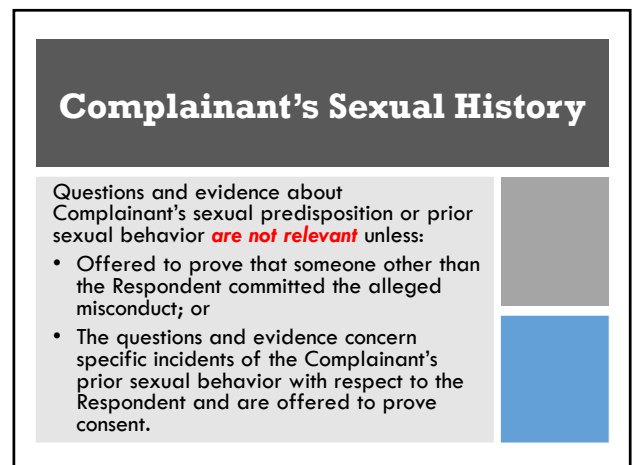 Complainant’s Sexual History
Questions and evidence about
Complainant’s sexual predisposition or prior
sexual behavior are not relevant unless:
• Offered to prove that someone other than
the Respondent committed the alleged
misconduct; or
• The questions and evidence concern
specific incidents of the Complainant’s
prior sexual behavior with respect to the
Respondent and are offered to prove
consent.